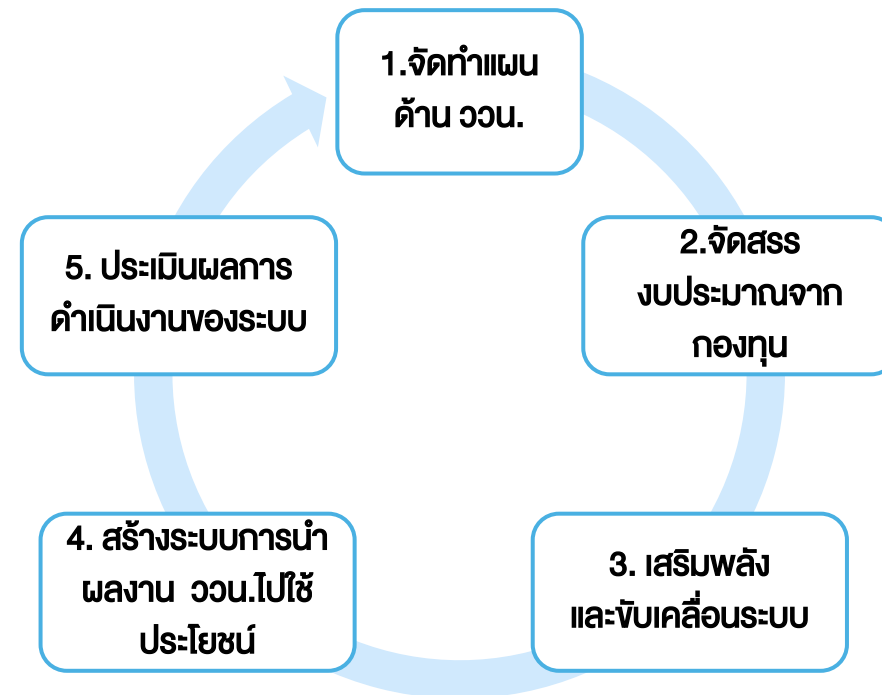 1.จัดทำแผน
ด้าน ววน.
2.จัดสรร
งบประมาณจาก
กองทุน
3. เสริมพลัง
และขับเคลื่อนระบบ
4. สร้างระบบการนำ
ผลงาน ววน.ไปใช้
ประโยชน์
5. ประเมินผลการ
ดำเนินงานของระบบ